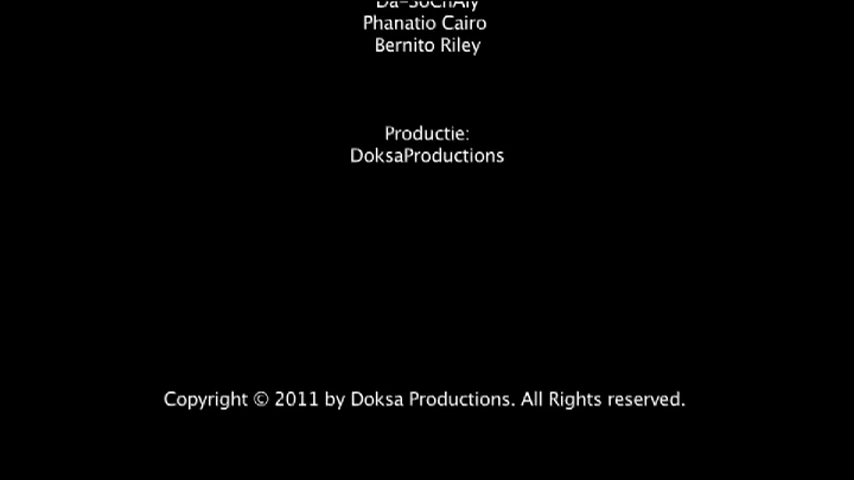 Phanatio Cairo
Bernito Riley
Productie:
DoksaProductions
Copyright © 2011 by Doksa Productions. All Rights reserved.